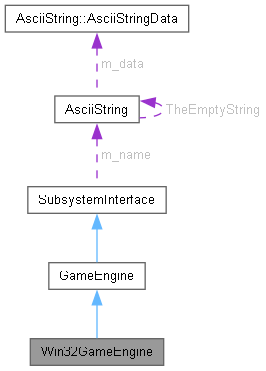 AsciiString::AsciiStringData
m_data
AsciiString
TheEmptyString
m_name
SubsystemInterface
GameEngine
Win32GameEngine